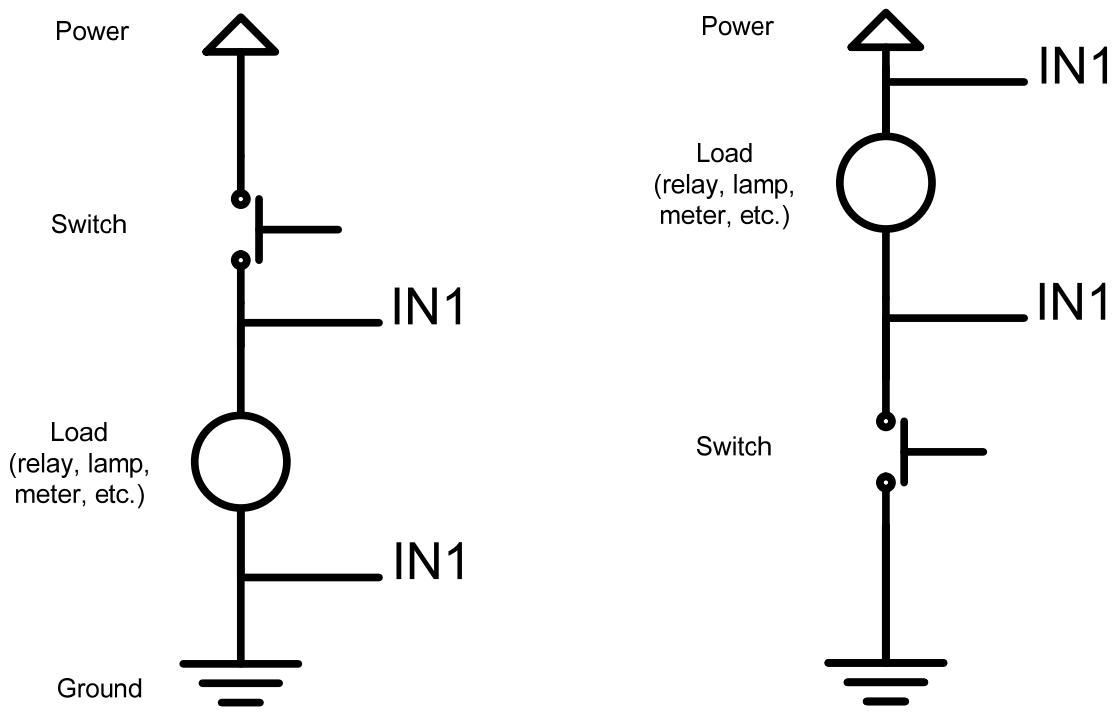 Power
Switch
IN1
Load
(relay, lamp,
meter, etc.)
IN1
Ground
Power
IN1
Load
(relay, lamp,
meter, etc.)
IN1
Switch